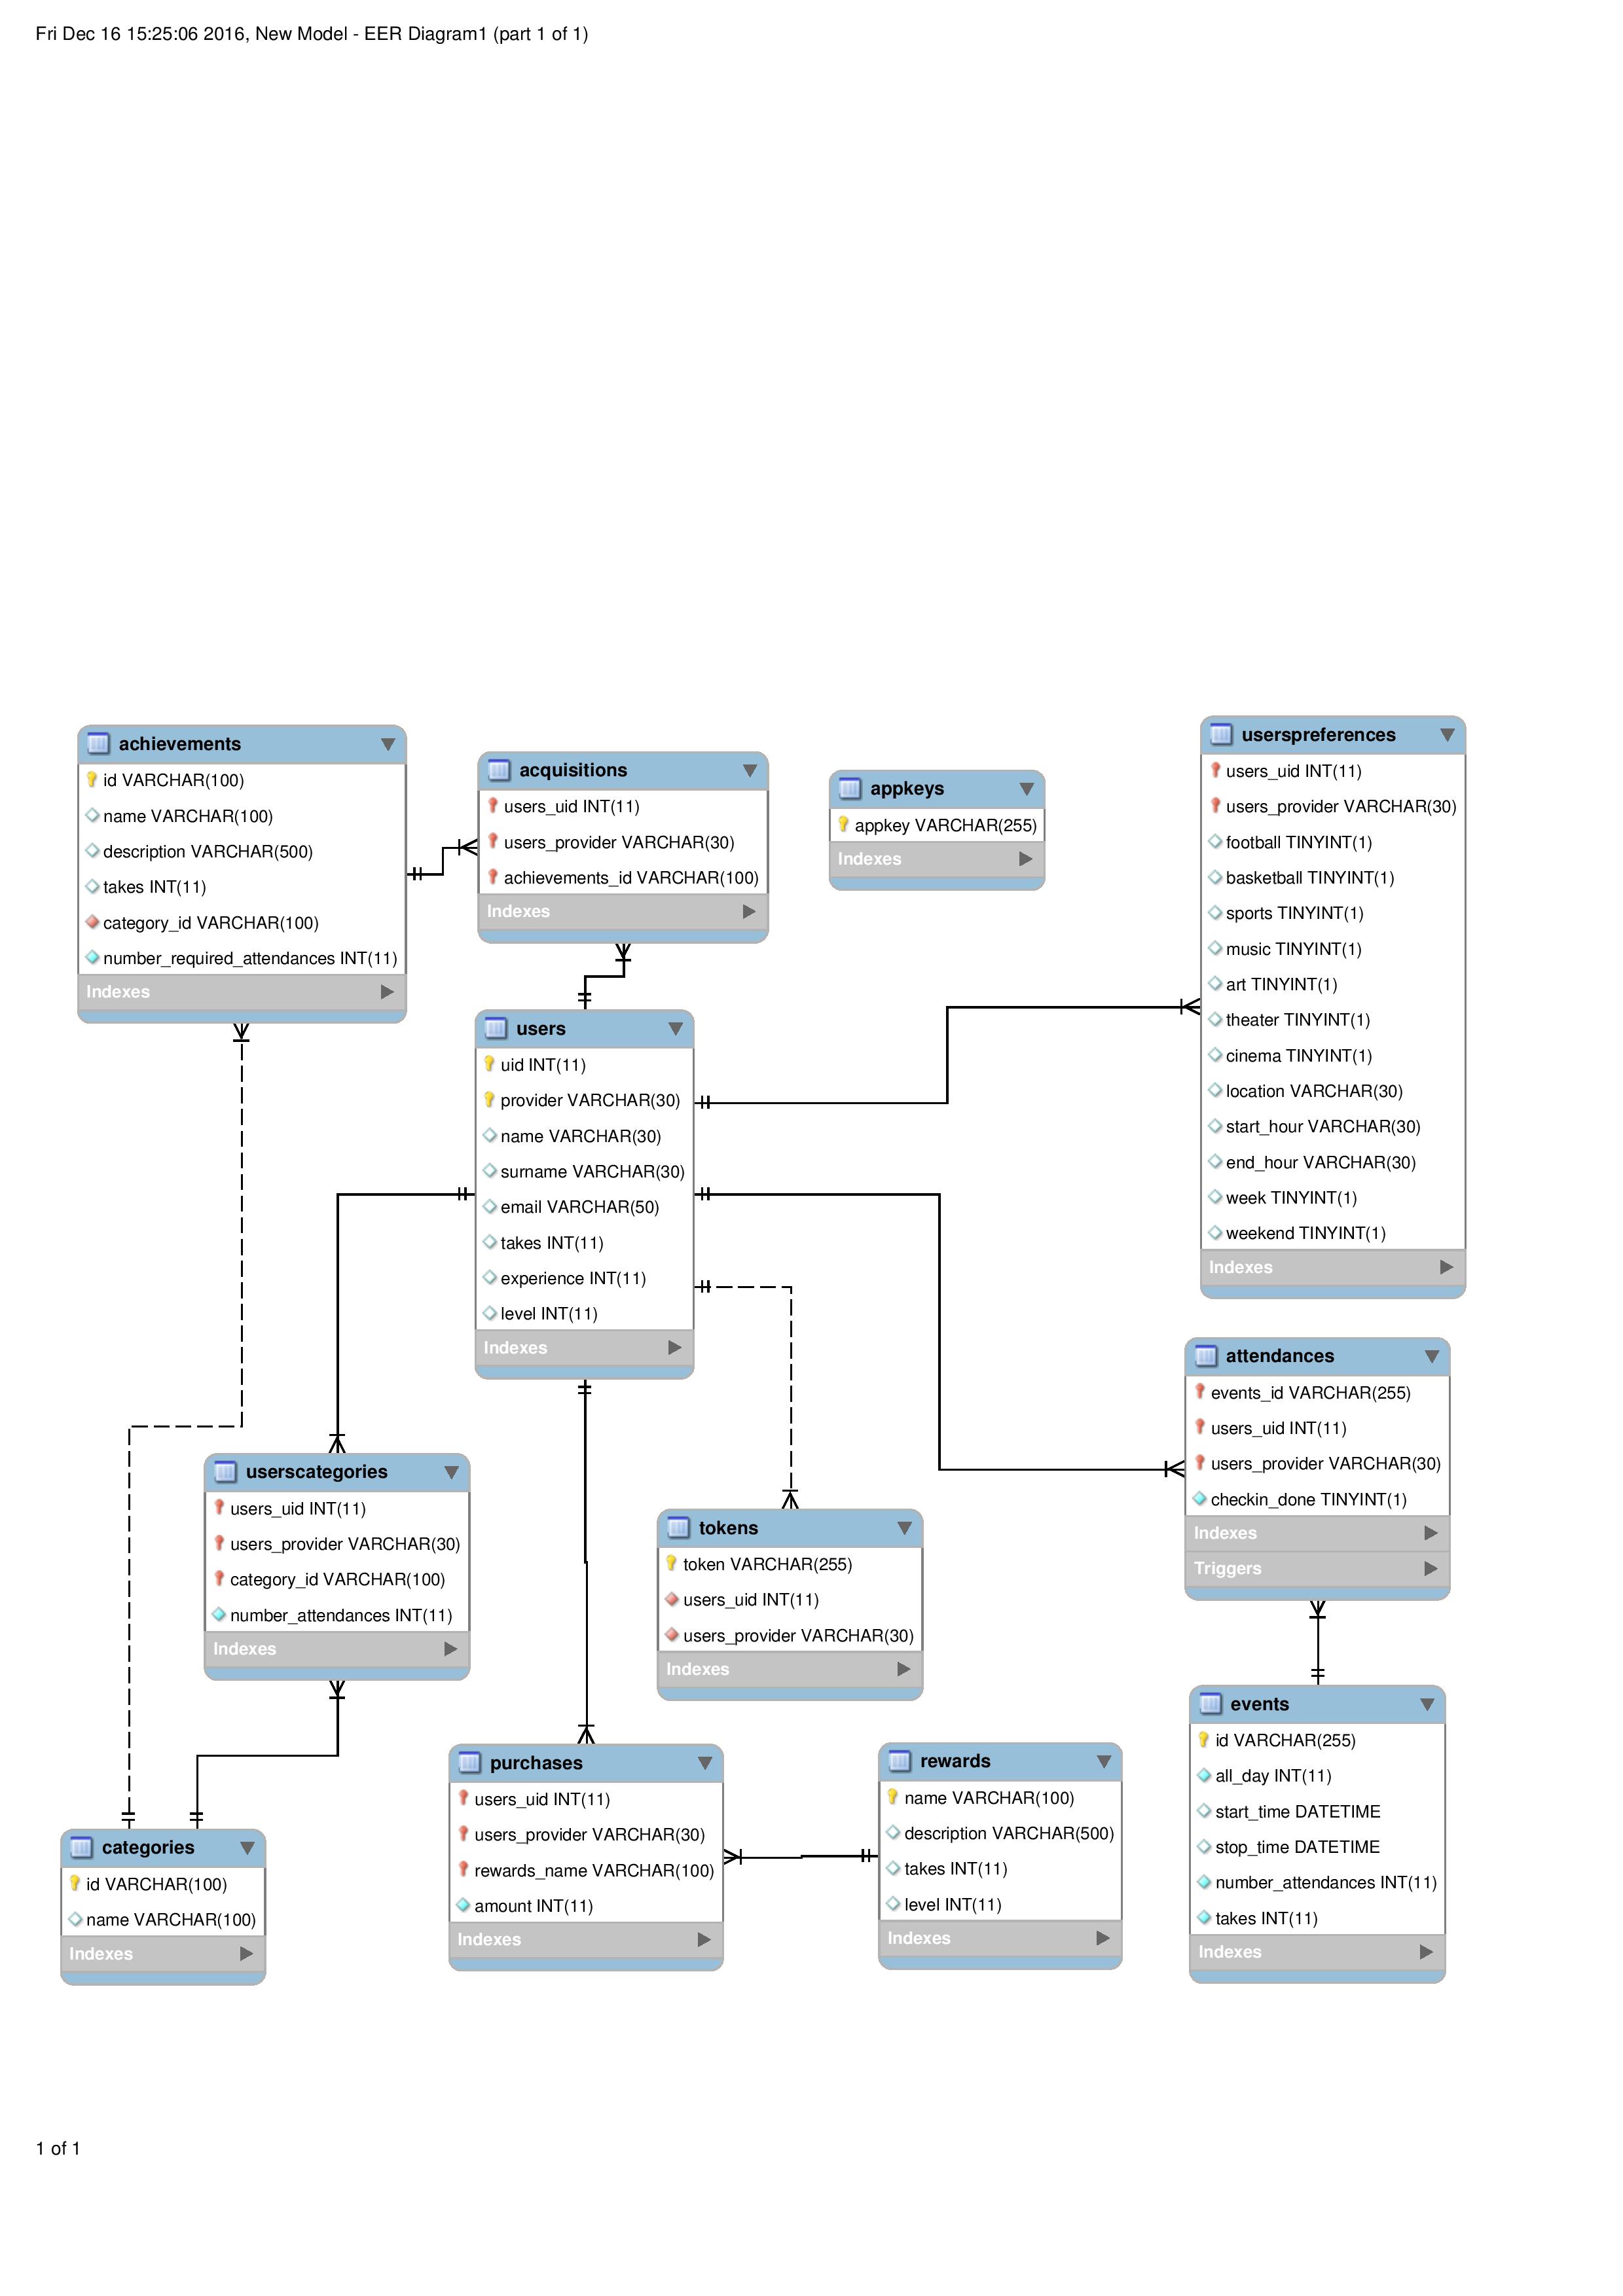 Fri Dec 16 15:25:06 2016, New Model - EER Diagram1 (part 1 of 1)
achievements
id VARCHAR(100)
name VARCHAR(100)
description VARCHAR(500)
takes INT(11)
category_id VARCHAR(100)
number_required_attendances INT(11)
Indexes
acquisitions
users_uid INT(11)
users_provider VARCHAR(30)
achievements_id VARCHAR(100)
Indexes
appkeys
appkey VARCHAR(255)
Indexes
userspreferences
users_uid INT(11)
users_provider VARCHAR(30)
football TINYINT(1)
basketball TINYINT(1)
sports TINYINT(1)
music TINYINT(1)
art TINYINT(1)
theater TINYINT(1)
cinema TINYINT(1)
location VARCHAR(30)
start_hour VARCHAR(30)
end_hour VARCHAR(30)
week TINYINT(1)
weekend TINYINT(1)
Indexes
users
uid INT(11)
provider VARCHAR(30)
name VARCHAR(30)
surname VARCHAR(30)
email VARCHAR(50)
takes INT(11)
experience INT(11)
level INT(11)
Indexes
attendances
events_id VARCHAR(255)
users_uid INT(11)
users_provider VARCHAR(30)
checkin_done TINYINT(1)
Indexes
Triggers
userscategories
users_uid INT(11)
users_provider VARCHAR(30)
category_id VARCHAR(100)
number_attendances INT(11)
Indexes
tokens
token VARCHAR(255)
users_uid INT(11)
users_provider VARCHAR(30)
Indexes
events
id VARCHAR(255)
all_day INT(11)
start_time DATETIME
stop_time DATETIME
number_attendances INT(11)
takes INT(11)
Indexes
purchases
users_uid INT(11)
users_provider VARCHAR(30)
rewards_name VARCHAR(100)
amount INT(11)
Indexes
rewards
name VARCHAR(100)
description VARCHAR(500)
takes INT(11)
level INT(11)
Indexes
categories
id VARCHAR(100)
name VARCHAR(100)
Indexes
1 of 1